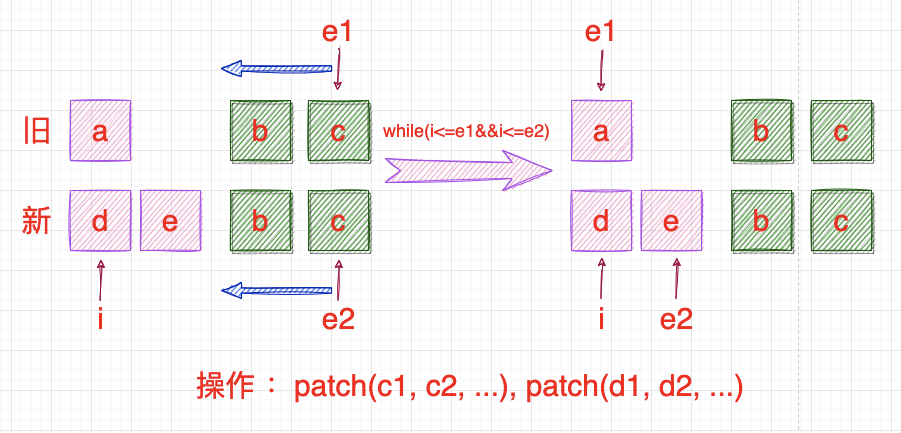 e1 e1
旧 a b c while(i<=e1&&i<=e2) a b c
新 d e b c d e b c
i e2 i e2
操作： patch(c1, c2, ...), patch(d1, d2, ...)